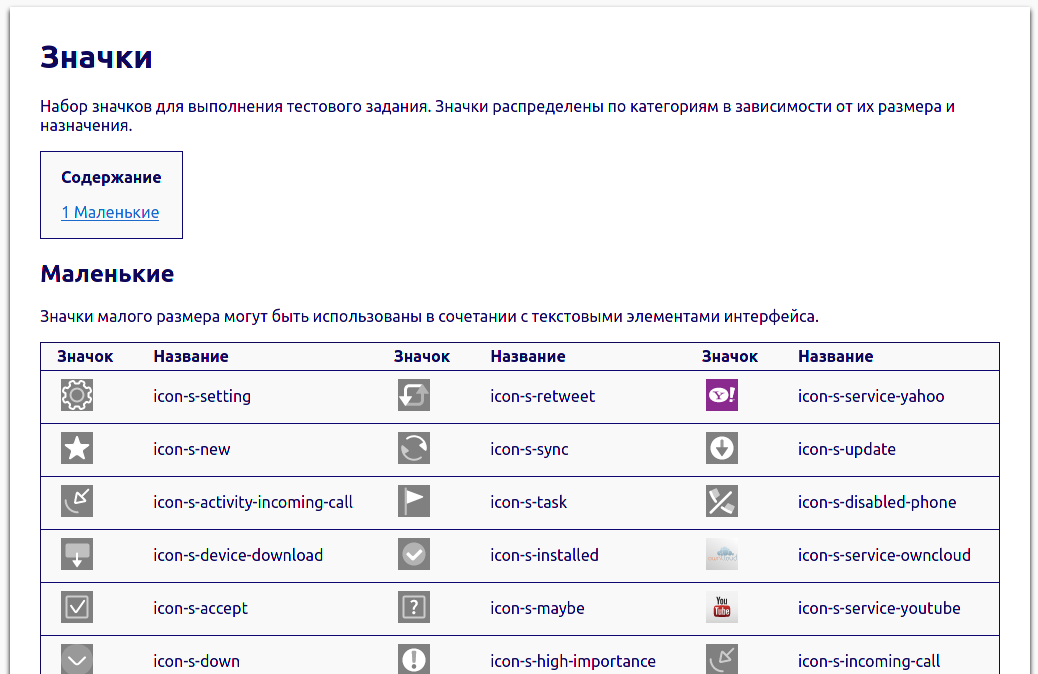 Значки
Набор значков для выполнения тестового задания. Значки распределены по категориям в зависимости от их размера и
назначения.
Содержание
1 Маленькие
Маленькие
Значки малого размера могут быть использованы в сочетании с текстовыми элементами интерфейса.
Значок Название Значок Название Значок Название
icon-s-setting icon-s-retweet Y! icon-s-service-yahoo
icon-s-new icon-s-sync icon-s-update
icon-s-activity-incoming-call icon-s-task icon-s-disabled-phone
icon-s-device-download icon-s-installed icon-s-service-owncloud
icon-s-accept ? icon-s-maybe You Tube icon-s-service-youtube
icon-s-down ! icon-s-high-importance icon-s-incoming-call